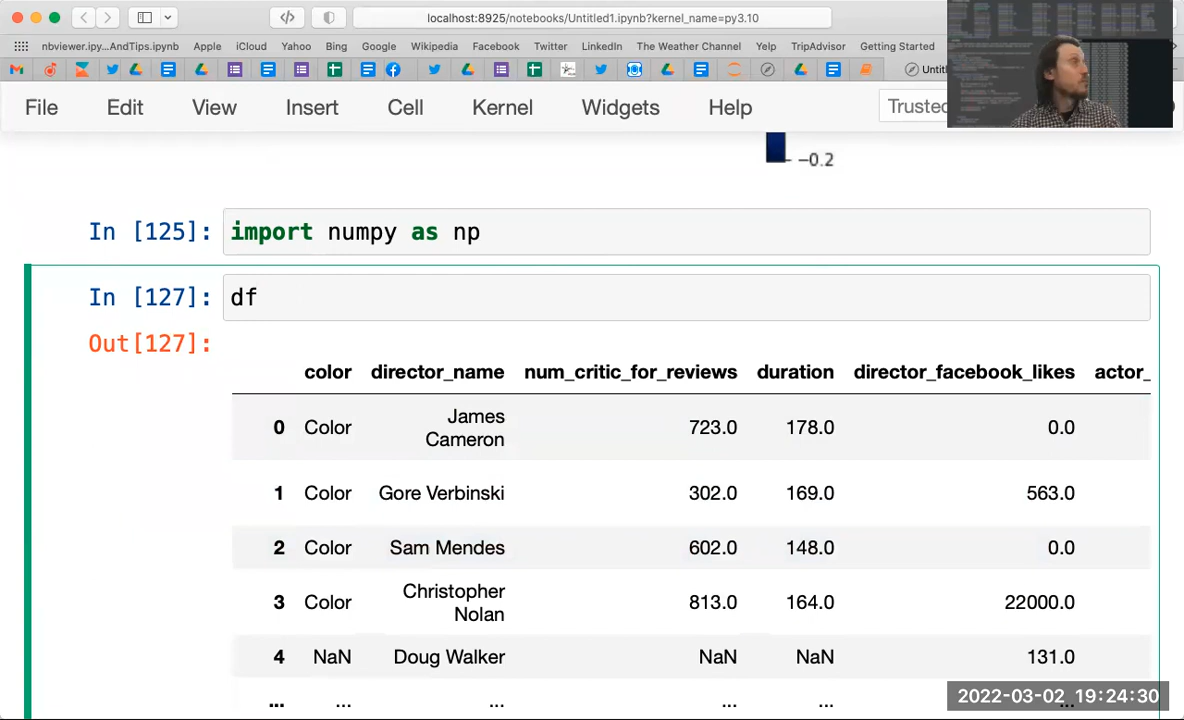 localhost:8925/notebooks/Untitled1.ipynb?kernel_name=py3.10
nbviewer.ipy...AndTips.ipynb Apple iCloud Yahoo Bing Google Wikipedia Facebook Twitter LinkedIn The Weather Channel Yelp TripAdvisor Getting Started
Untitl
File Edit View Insert Cell Kernel Widgets Help Trusted
−0.2
In [125]: import numpy as np
In [127]: df
Out[127]:
color director_name num_critic_for_reviews duration director_facebook_likes actor_
0 Color James Cameron 723.0 178.0 0.0
1 Color Gore Verbinski 302.0 169.0 563.0
2 Color Sam Mendes 602.0 148.0 0.0
3 Color Christopher Nolan 813.0 164.0 22000.0
4 NaN Doug Walker NaN NaN 131.0
... ... ... ... ... ...
2022-03-02 19:24:30